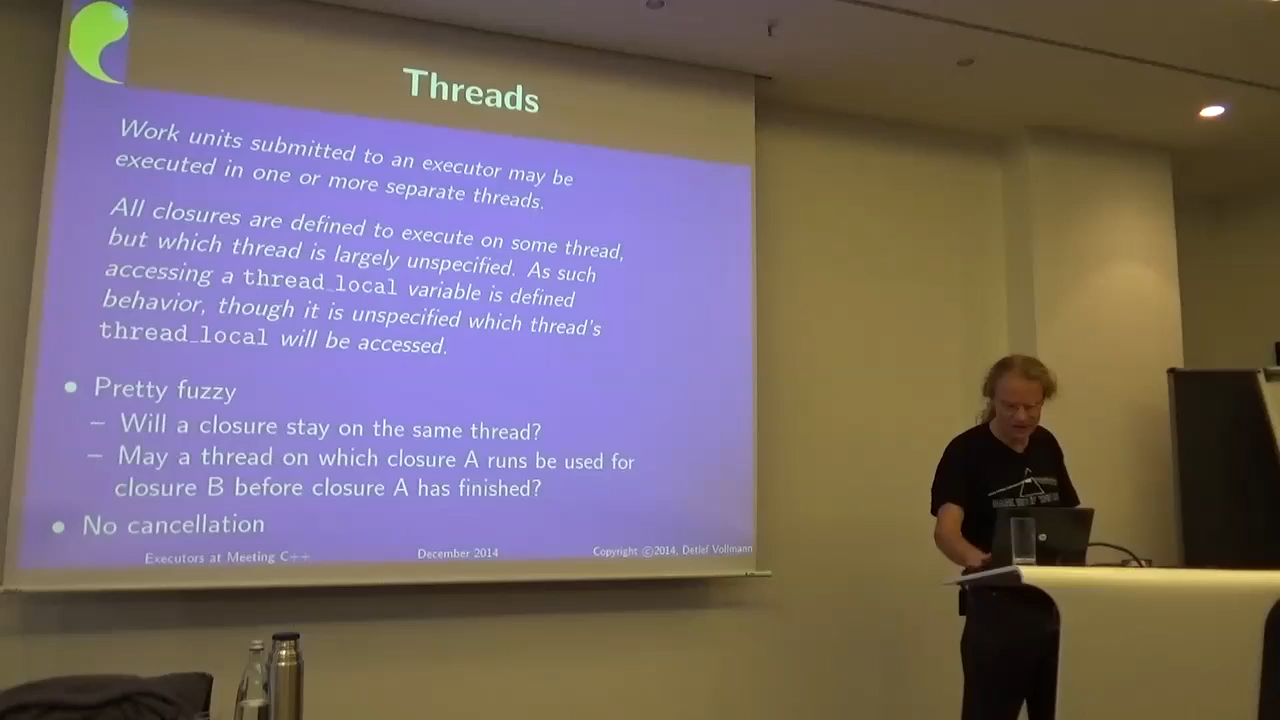 Threads
Work units submitted to an executor may be
executed in one or more separate threads.
All closures are defined to execute on some thread,
but which thread is largely unspecified. As such
accessing a thread_local variable is defined
behavior, though it is unspecified which thread's
thread_local will be accessed.
• Pretty fuzzy
– Will a closure stay on the same thread?
– May a thread on which closure A runs be used for
closure B before closure A has finished?
• No cancellation
Executors at Meeting C++ December 2014 Copyright ©2014, Detlef Vollmann
hp